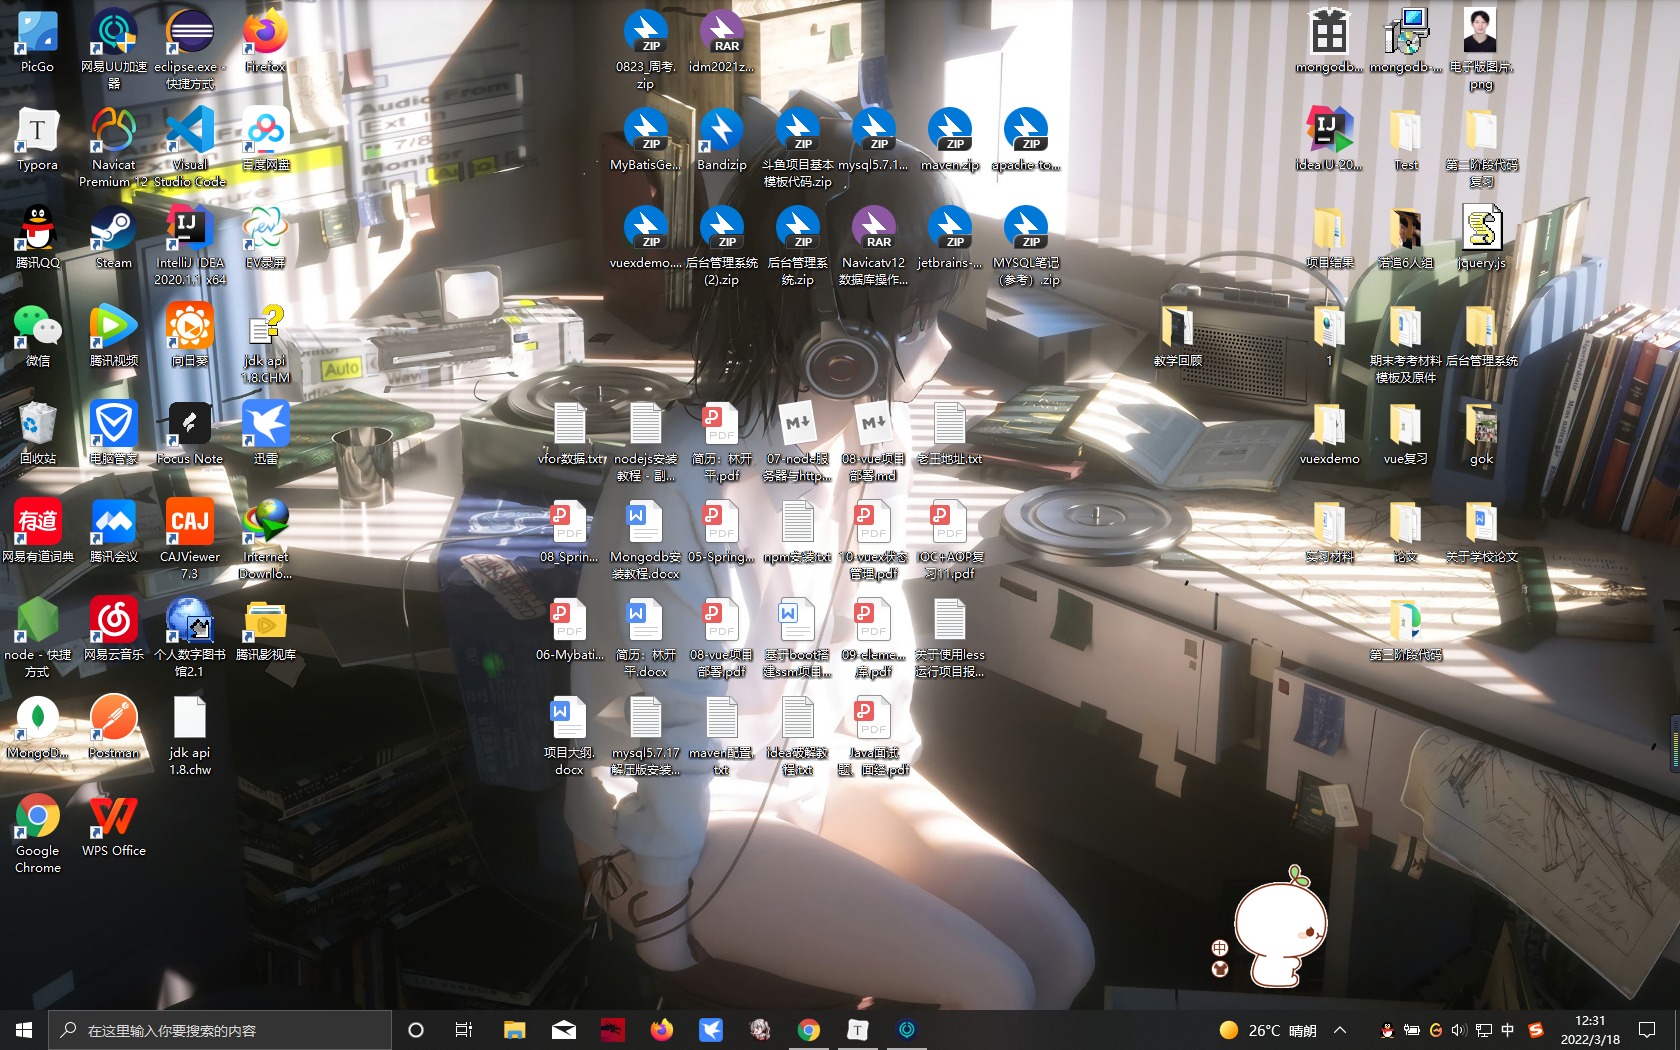 PicGo
网易UU加速
器
eclipse.exe -
快捷方式
Firefox
Typora
Navicat
Premium 12
Visual
Studio Code
百度网盘
腾讯QQ
Steam
IntelliJ IDEA
2020.1.1 x64
EV录屏
微信
腾讯视频
向日葵
jdk api
1.8.CHM
回收站
电脑管家
Focus Note
迅雷
网易有道词典
腾讯会议
CAJViewer
7.3
Internet
Downlo...
node - 快捷
方式
网易云音乐
个人数字图书
馆2.1
腾讯影视库
MongoD...
Postman
jdk api
1.8.chw
Google
Chrome
WPS Office
0823_周考.
zip
idm2021z...
MyBatisGe...
Bandizip
斗鱼项目基本
模板代码.zip
mysql5.7.1...
maven.zip
apache-to...
vuexdemo....
后台管理系统
(2).zip
后台管理系
统.zip
Navicatv12
数据库操作...
jetbrains-...
MYSQL笔记
（参考）.zip
vfor数据.txt
nodejs安装
教程 - 副...
简历：林开
平.pdf
07-node服
务器与http...
08-vue项目
部署.md
老王地址.txt
08_Sprin...
Mongodb安
装教程.docx
05-Spring...
npm安装.txt
10-vuex状态
管理.pdf
IOC+AOP复
习11.pdf
06-Mybati...
简历：林开
平.docx
08-vue项目
部署.pdf
基于boot搭
建ssm项目...
09-eleme...
库.pdf
关于使用less
运行项目报...
项目大纲.
docx
mysql5.7.17
解压版安装...
maven配置.
txt
idea破解教
程.txt
Java面试
题、面经.pdf
mongodb...
mongodb-...
电子版图片.
png
ideaIU-20...
Test
第二阶段代码
复习
项目结果
渃追6人组
jquery.js
教学回顾
1
期末考考材料
模板及原件
后台管理系统
vuexdemo
vue复习
gok
实习材料
论文
关于学校论文
第三阶段代码
Audio From
Ext. In
7/8
Monitor
Auto
Auto
在这里输入你要搜索的内容
26°C 晴朗
中
12:31
2022/3/18